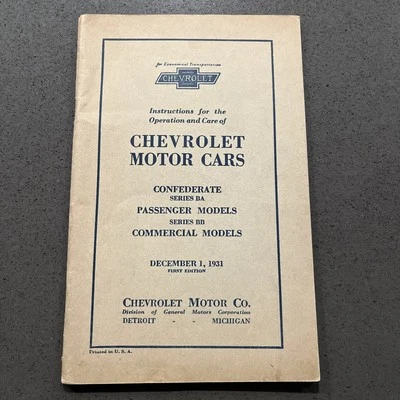 for Economical Transportation
CHEVROLET
Instructions for the
Operation and Care of
CHEVROLET
MOTOR CARS
CONFEDERATE
SERIES BA
PASSENGER MODELS
SERIES BB
COMMERCIAL MODELS
DECEMBER 1, 1931
FIRST EDITION
CHEVROLET MOTOR CO.
Division of General Motors Corporation
DETROIT - - MICHIGAN
Printed in U. S. A.